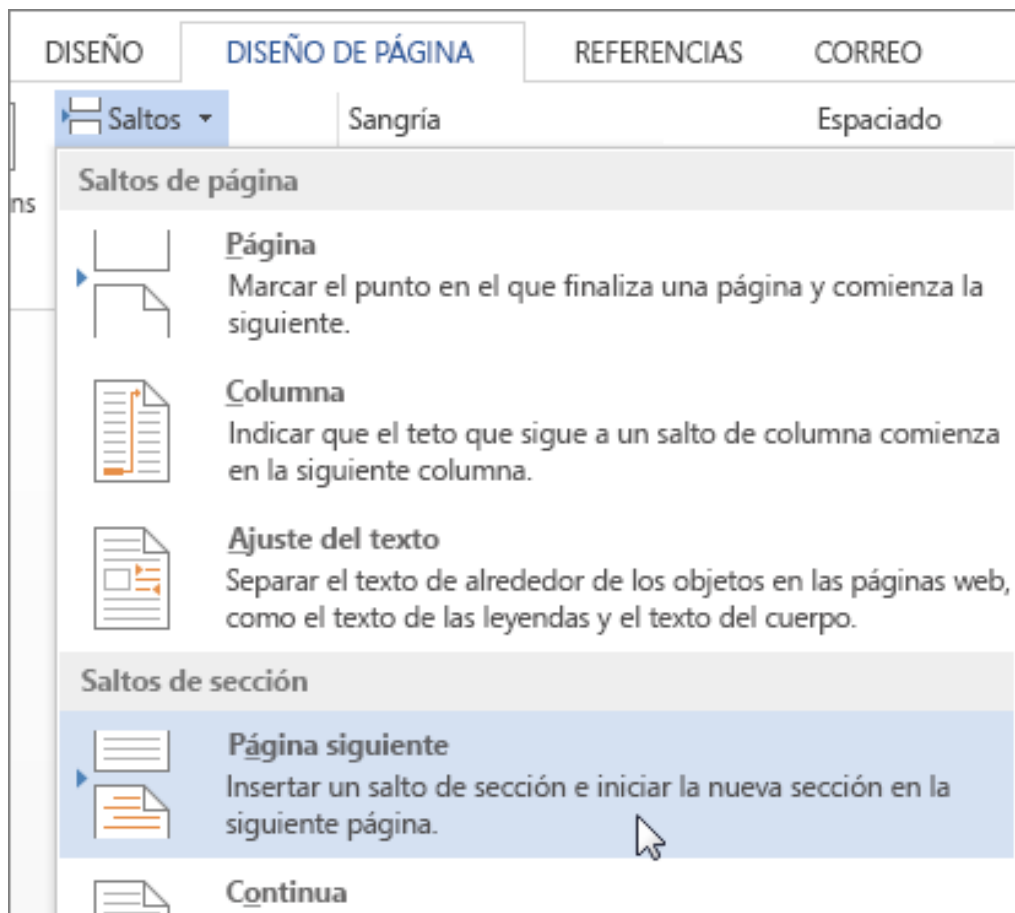 DISEÑO DISEÑO DE PÁGINA REFERENCIAS CORREO
Saltos Sangría Espaciado
ns
Saltos de página
Página
Marcar el punto en el que finaliza una página y comienza la
siguiente.
Columna
Indicar que el teto que sigue a un salto de columna comienza
en la siguiente columna.
Ajuste del texto
Separar el texto de alrededor de los objetos en las páginas web,
como el texto de las leyendas y el texto del cuerpo.
Saltos de sección
Página siguiente
Insertar un salto de sección e iniciar la nueva sección en la
siguiente página.
Continua